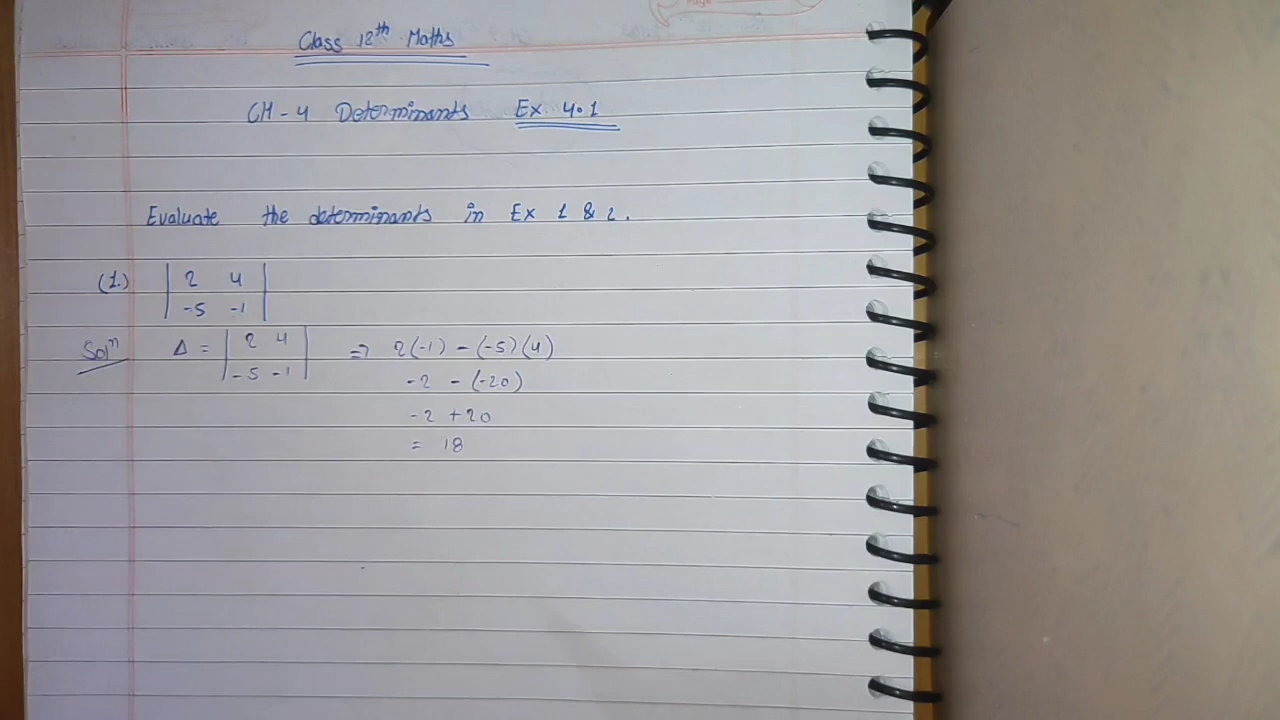 Page
Class 12th Maths
CH-4 Determinants Ex 4.1
Evaluate the determinants in Ex 1 & 2.
(1.) | 2 4 |
| -5 -1 |
Solⁿ Δ = | 2 4 | ⇒ 2(-1) - (-5)(4)
| -5 -1 |
-2 - (-20)
-2 + 20
= 18